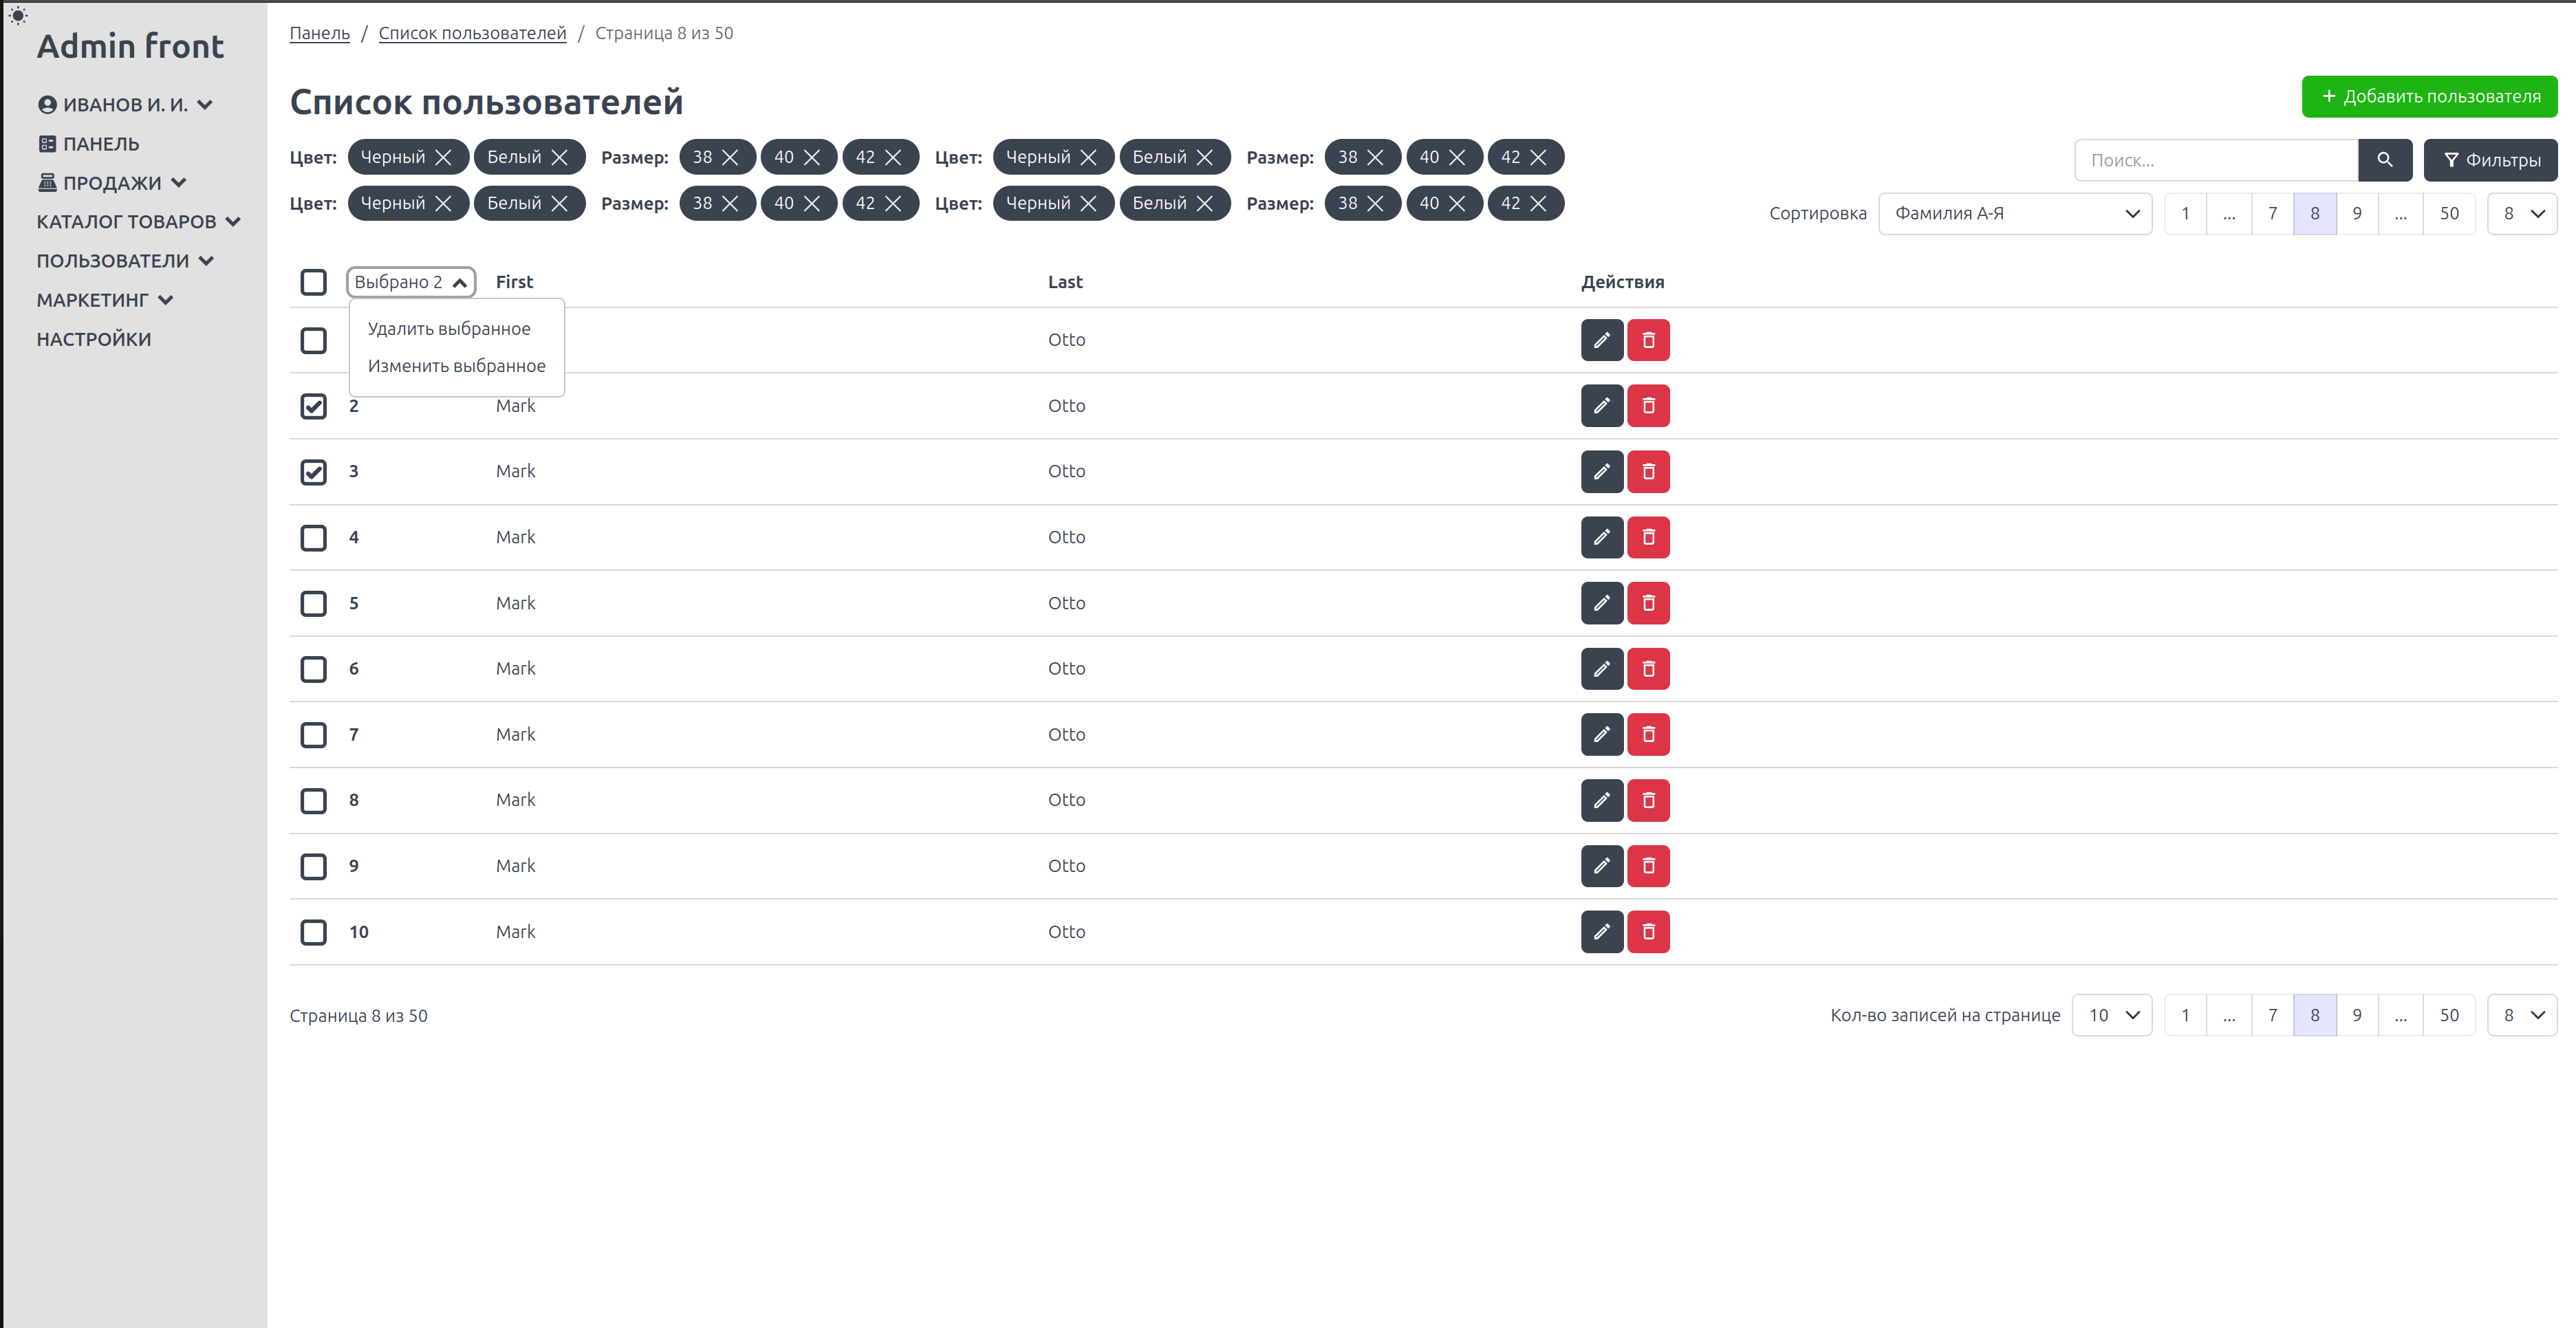 Admin front
ИВАНОВ И. И.
ПАНЕЛЬ
ПРОДАЖИ
КАТАЛОГ ТОВАРОВ
ПОЛЬЗОВАТЕЛИ
МАРКЕТИНГ
НАСТРОЙКИ
Панель / Список пользователей / Страница 8 из 50
Список пользователей
+ Добавить пользователя
Цвет: Черный Белый Размер: 38 40 42 Цвет: Черный Белый Размер: 38 40 42
Цвет: Черный Белый Размер: 38 40 42 Цвет: Черный Белый Размер: 38 40 42
Поиск... Фильтры
Сортировка Фамилия А-Я 1 ... 7 8 9 ... 50 8
Выбрано 2 First Last Действия
Удалить выбранное
Изменить выбранное
Otto
2 Mark Otto
3 Mark Otto
4 Mark Otto
5 Mark Otto
6 Mark Otto
7 Mark Otto
8 Mark Otto
9 Mark Otto
10 Mark Otto
Страница 8 из 50
Кол-во записей на странице 10 1 ... 7 8 9 ... 50 8